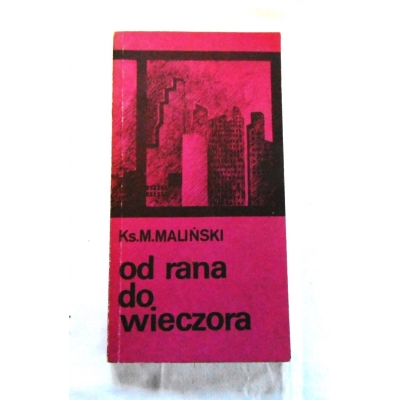 Ks.M.MALIŃSKI
od rana
do
wieczora